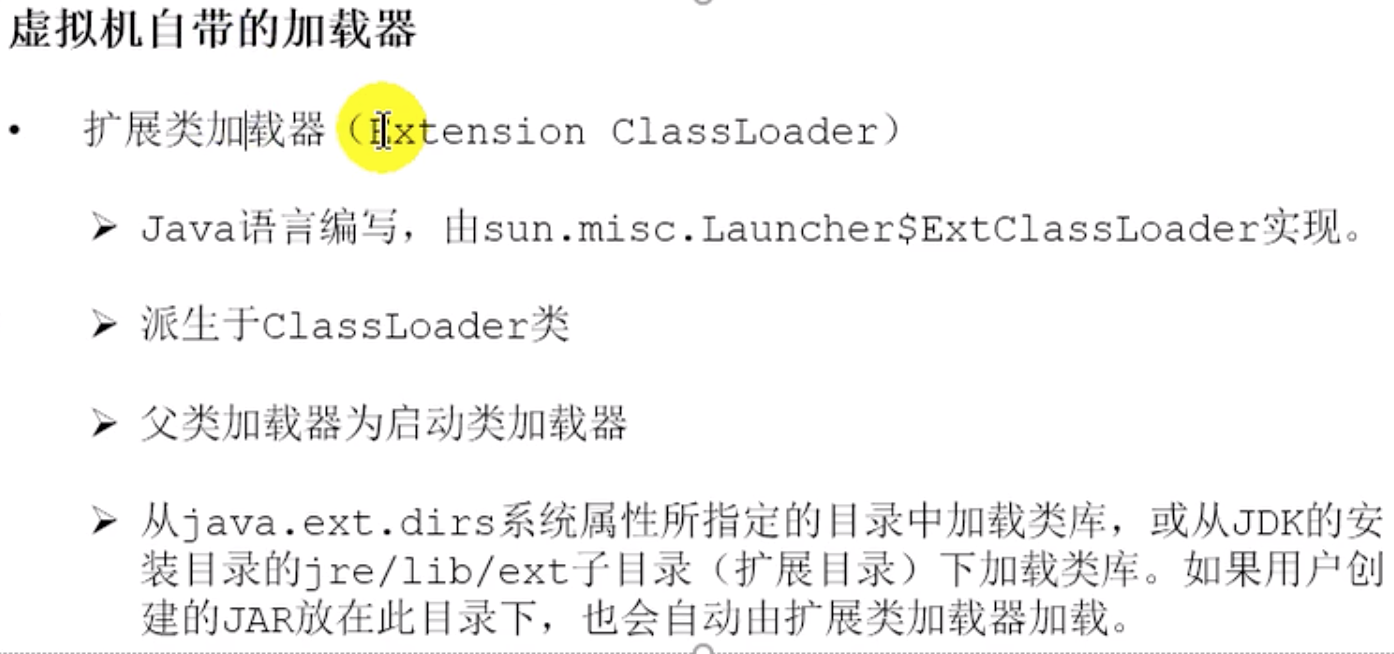 虚拟机自带的加载器
• 扩展类加载器（Extension ClassLoader）
➢ Java语言编写，由sun.misc.Launcher$ExtClassLoader实现。
➢ 派生于ClassLoader类
➢ 父类加载器为启动类加载器
➢ 从java.ext.dirs系统属性所指定的目录中加载类库，或从JDK的安
装目录的jre/lib/ext子目录（扩展目录）下加载类库。如果用户创
建的JAR放在此目录下，也会自动由扩展类加载器加载。